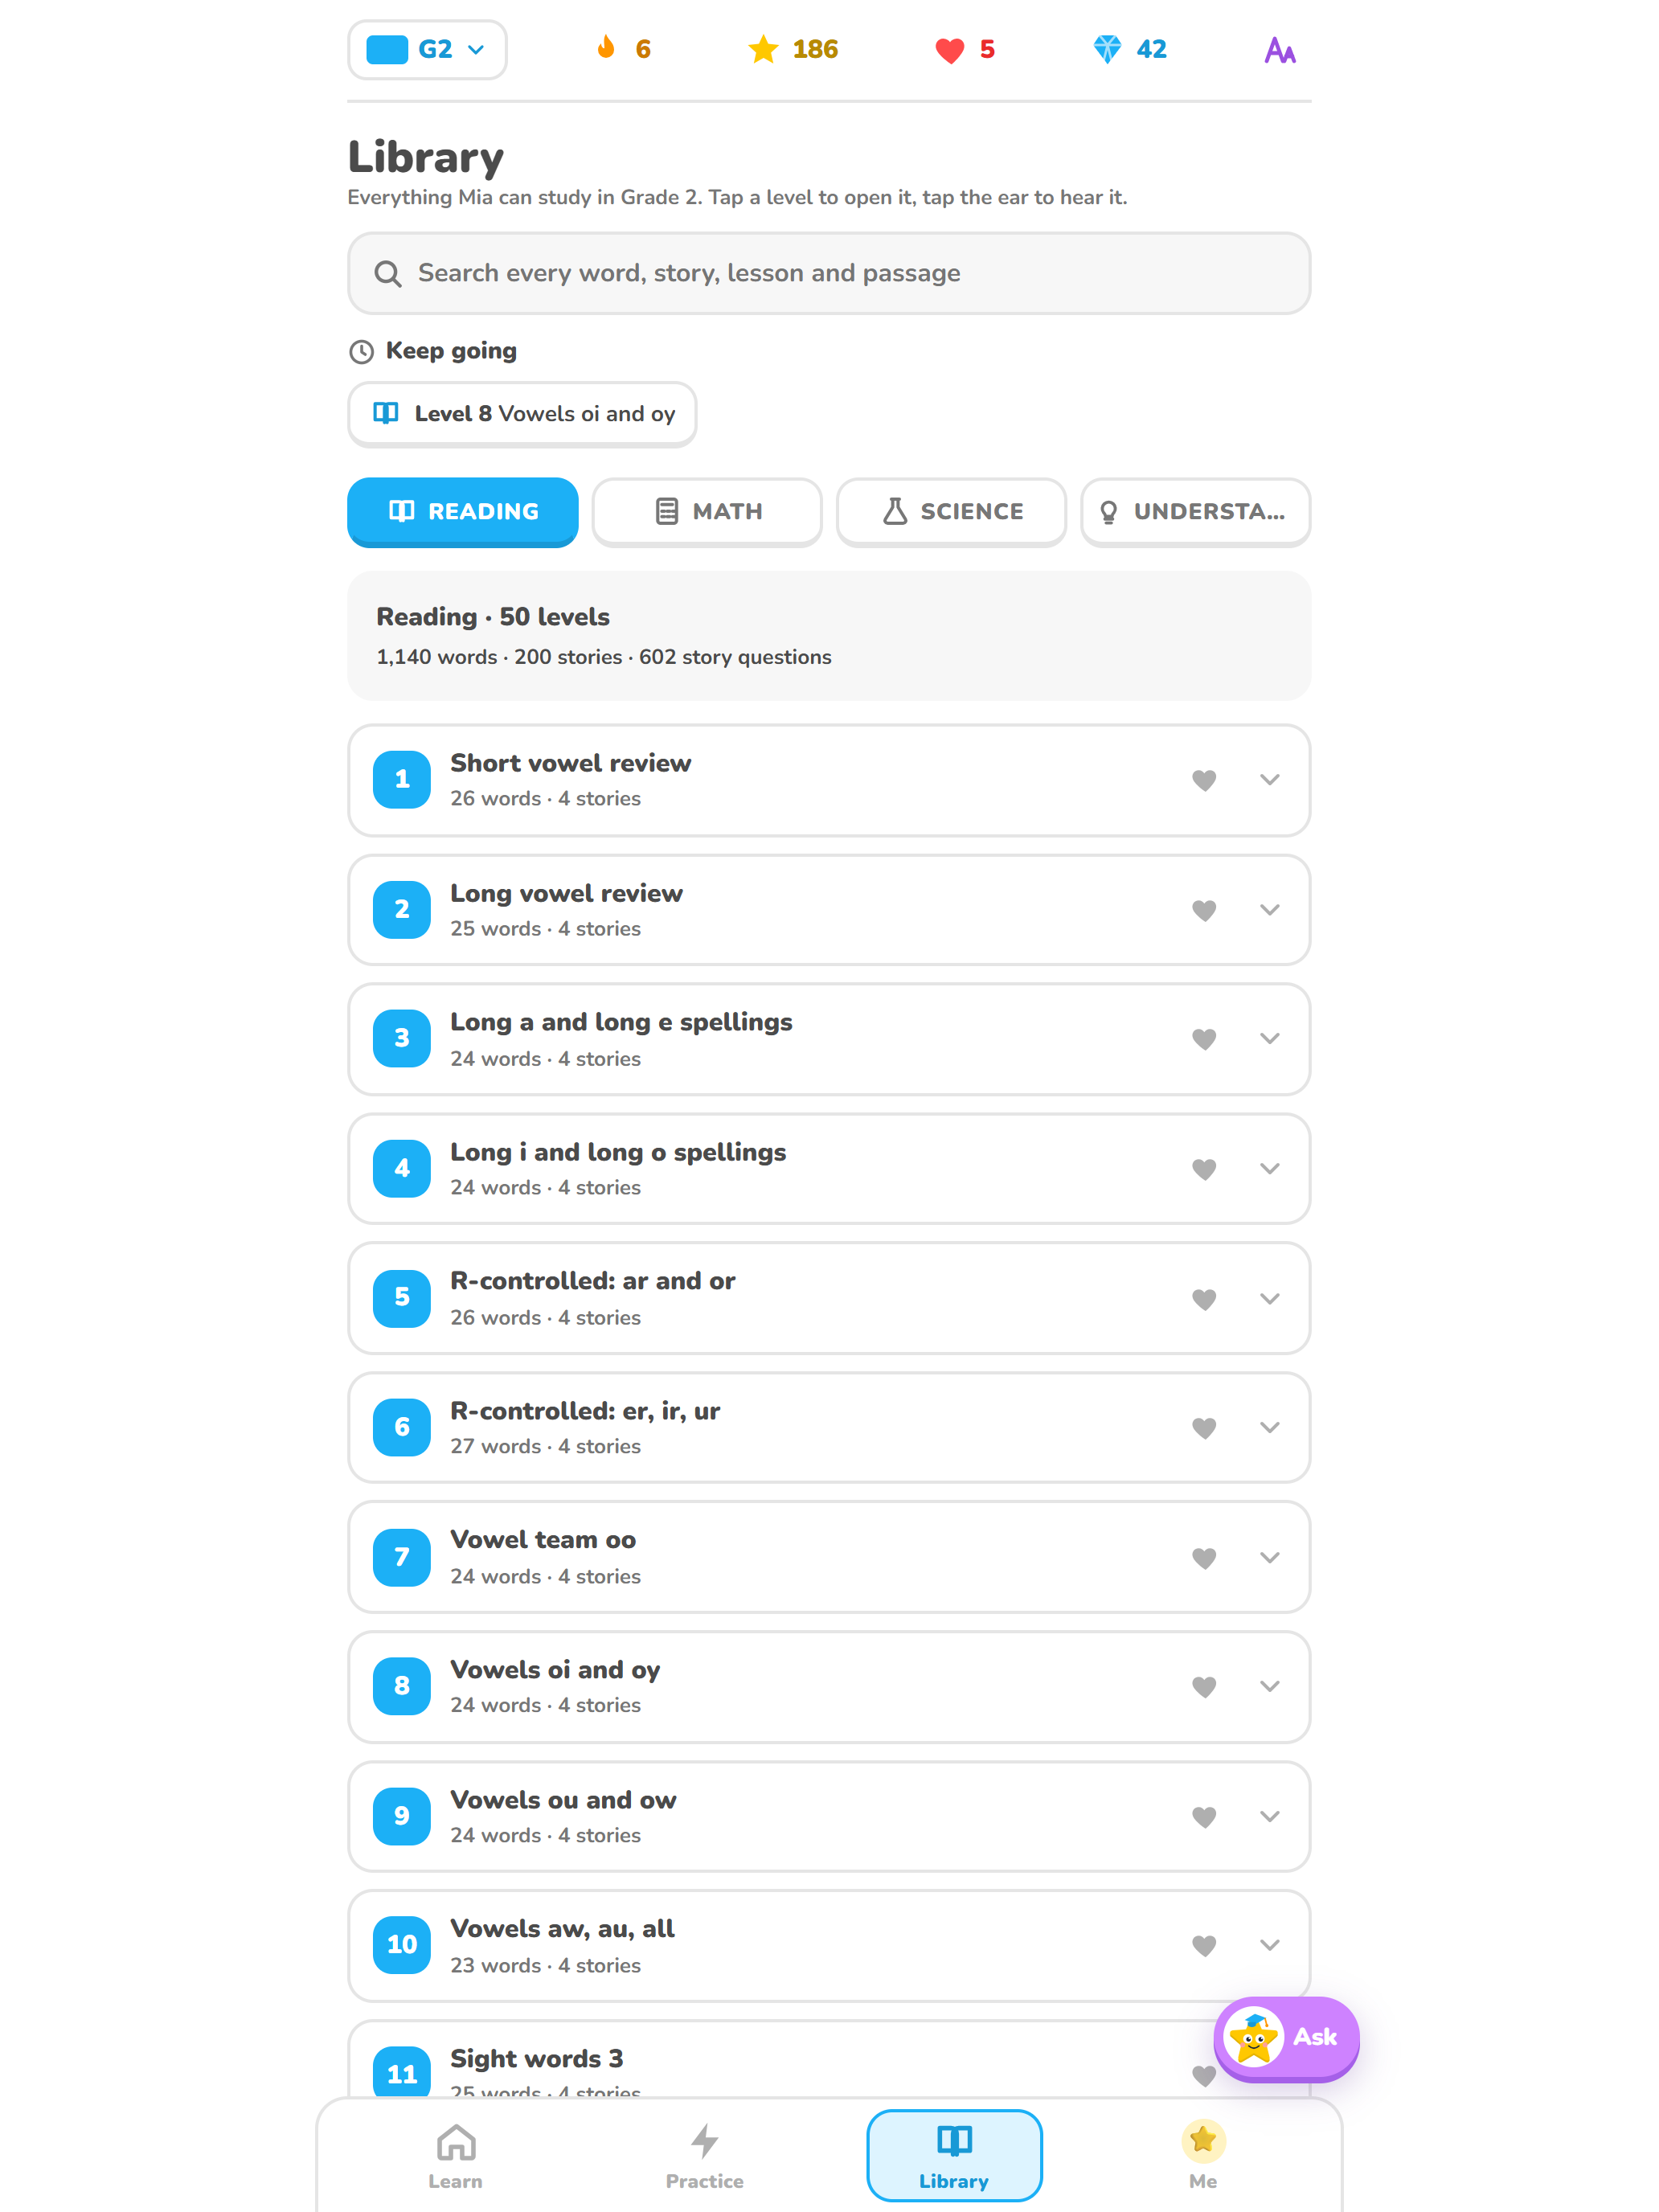 G2
6
186
5
42
AA
Library
Everything Mia can study in Grade 2. Tap a level to open it, tap the ear to hear it.
Search every word, story, lesson and passage
Keep going
Level 8 Vowels oi and oy
READING
MATH
SCIENCE
UNDERSTA...
Reading · 50 levels
1,140 words · 200 stories · 602 story questions
1
Short vowel review
26 words · 4 stories
2
Long vowel review
25 words · 4 stories
3
Long a and long e spellings
24 words · 4 stories
4
Long i and long o spellings
24 words · 4 stories
5
R-controlled: ar and or
26 words · 4 stories
6
R-controlled: er, ir, ur
27 words · 4 stories
7
Vowel team oo
24 words · 4 stories
8
Vowels oi and oy
24 words · 4 stories
9
Vowels ou and ow
24 words · 4 stories
10
Vowels aw, au, all
23 words · 4 stories
11
Sight words 3
25 words · 4 stories
Ask
Learn
Practice
Library
Me